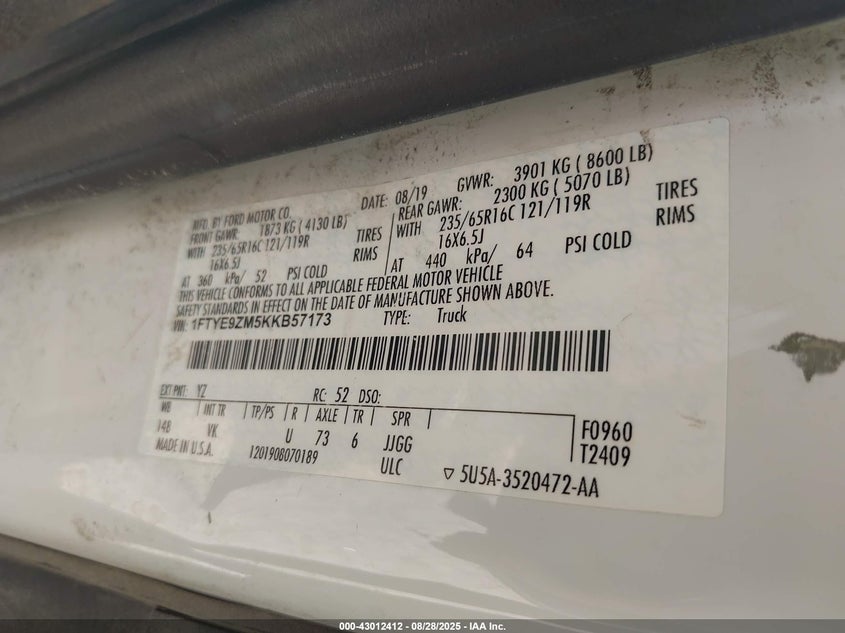 MFD. BY FORD MOTOR CO.
DATE: 08/19 GVWR: 3901 KG ( 8600 LB)
FRONT GAWR: 1873 KG ( 4130 LB)
REAR GAWR: 2300 KG ( 5070 LB)
WITH 235/65R16C 121/119R TIRES
WITH 235/65R16C 121/119R TIRES
16X6.5J RIMS
16X6.5J RIMS
AT 360 kPa/ 52 PSI COLD
AT 440 kPa/ 64 PSI COLD
THIS VEHICLE CONFORMS TO ALL APPLICABLE FEDERAL MOTOR VEHICLE
SAFETY STANDARDS IN EFFECT ON THE DATE OF MANUFACTURE SHOWN ABOVE.
VIN: 1FTYE9ZM5KKB57173 TYPE: Truck
EXT PNT: YZ RC: 52 DSO:
WB INT TR TP/PS R AXLE TR SPR
148 VK U 73 6 JJGG F0960
MADE IN U.S.A. 1201908070189 ULC T2409
5U5A-3520472-AA
000-43012412 - 08/28/2025 - IAA Inc.